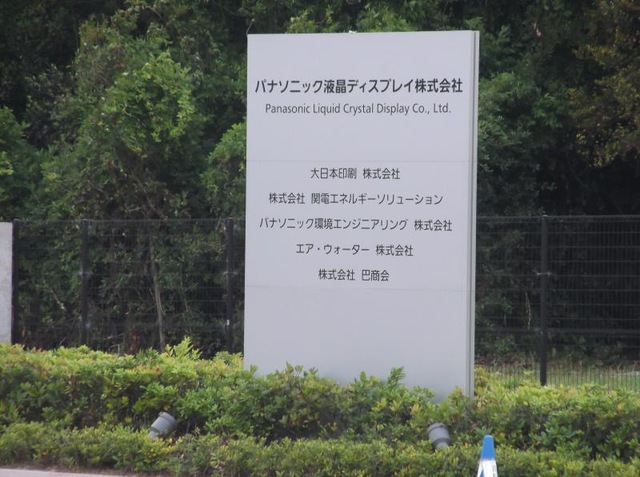 パナソニック液晶ディスプレイ株式会社
Panasonic Liquid Crystal Display Co., Ltd.
大日本印刷 株式会社
株式会社 関電エネルギーソリューション
パナソニック環境エンジニアリング 株式会社
エア・ウォーター 株式会社
株式会社 巴商会